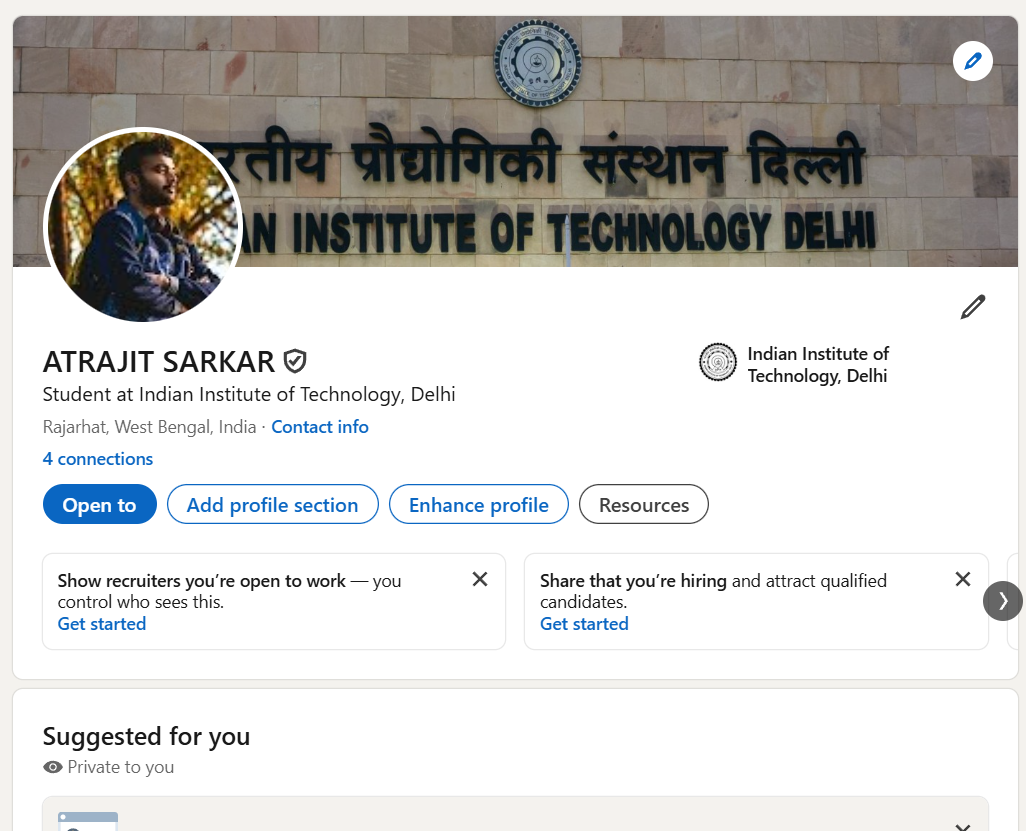 रतीय प्रौद्योगिकी संस्थान दिल्ली
AN INSTITUTE OF TECHNOLOGY DELHI
ATRAJIT SARKAR
Student at Indian Institute of Technology, Delhi
Rajarhat, West Bengal, India · Contact info
4 connections
Indian Institute of
Technology, Delhi
Open to
Add profile section
Enhance profile
Resources
Show recruiters you’re open to work — you
control who sees this.
Get started
Share that you’re hiring and attract qualified
candidates.
Get started
Suggested for you
Private to you